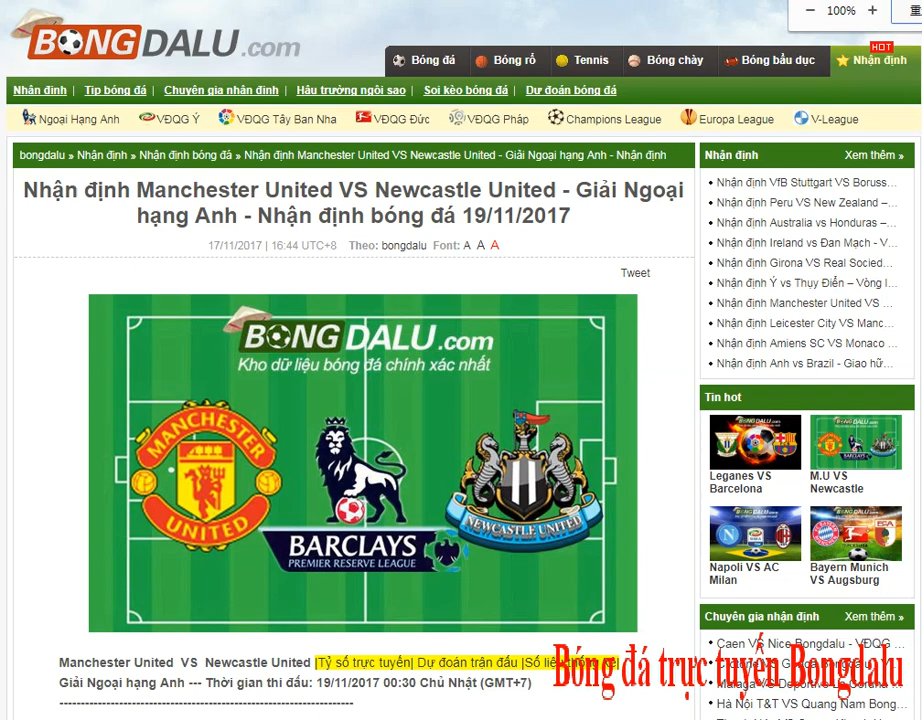 100%
BONGDALU.com
Bóng đá Bóng rổ Tennis Bóng chày Bóng bầu dục HOT Nhận định
Nhận định | Tip bóng đá | Chuyên gia nhận định | Hậu trường ngôi sao | Soi kèo bóng đá | Dự đoán bóng đá
Ngoại Hạng Anh VĐQG Ý VĐQG Tây Ban Nha VĐQG Đức VĐQG Pháp Champions League Europa League V-League
bongdalu » Nhận định » Nhận định bóng đá » Nhận định Manchester United VS Newcastle United - Giải Ngoại hạng Anh - Nhận định
Nhận định Manchester United VS Newcastle United - Giải Ngoại
hạng Anh - Nhận định bóng đá 19/11/2017
17/11/2017 | 16:44 UTC+8 Theo: bongdalu Font: A A A
Tweet
BONGDALU.com
Kho dữ liệu bóng đá chính xác nhất
MANCHESTER
UNITED
BARCLAYS
PREMIER RESERVE LEAGUE
NEWCASTLE UNITED
Manchester United VS Newcastle United |Tỷ số trực tuyến| Dự đoán trận đấu |Số liệu
Giải Ngoại hạng Anh --- Thời gian thi đấu: 19/11/2017 00:30 Chủ Nhật (GMT+7)
-----------------------------------------------------------------
Nhận định Xem thêm »
Nhận định VfB Stuttgart VS Boruss...
Nhận định Peru VS New Zealand –...
Nhận định Australia vs Honduras –...
Nhận định Ireland vs Đan Mạch - V...
Nhận định Girona VS Real Socied...
Nhận định Ý vs Thụy Điển – Vòng l...
Nhận định Manchester United VS ...
Nhận định Leicester City VS Manc...
Nhận định Amiens SC VS Monaco ...
Nhận định Anh vs Brazil - Giao hữ...
Tin hot
Leganes VS
Barcelona
M.U VS
Newcastle
Napoli VS AC
Milan
Bayern Munich
VS Augsburg
Chuyên gia nhận định Xem thêm »
Caen VS Nice-Bongdalu - VĐQG ...
Malaga VS Deportivo La Coruna ...
Hà Nội T&T VS Quang Nam Bong...
Bóng đá trực tuyến Bongdalu